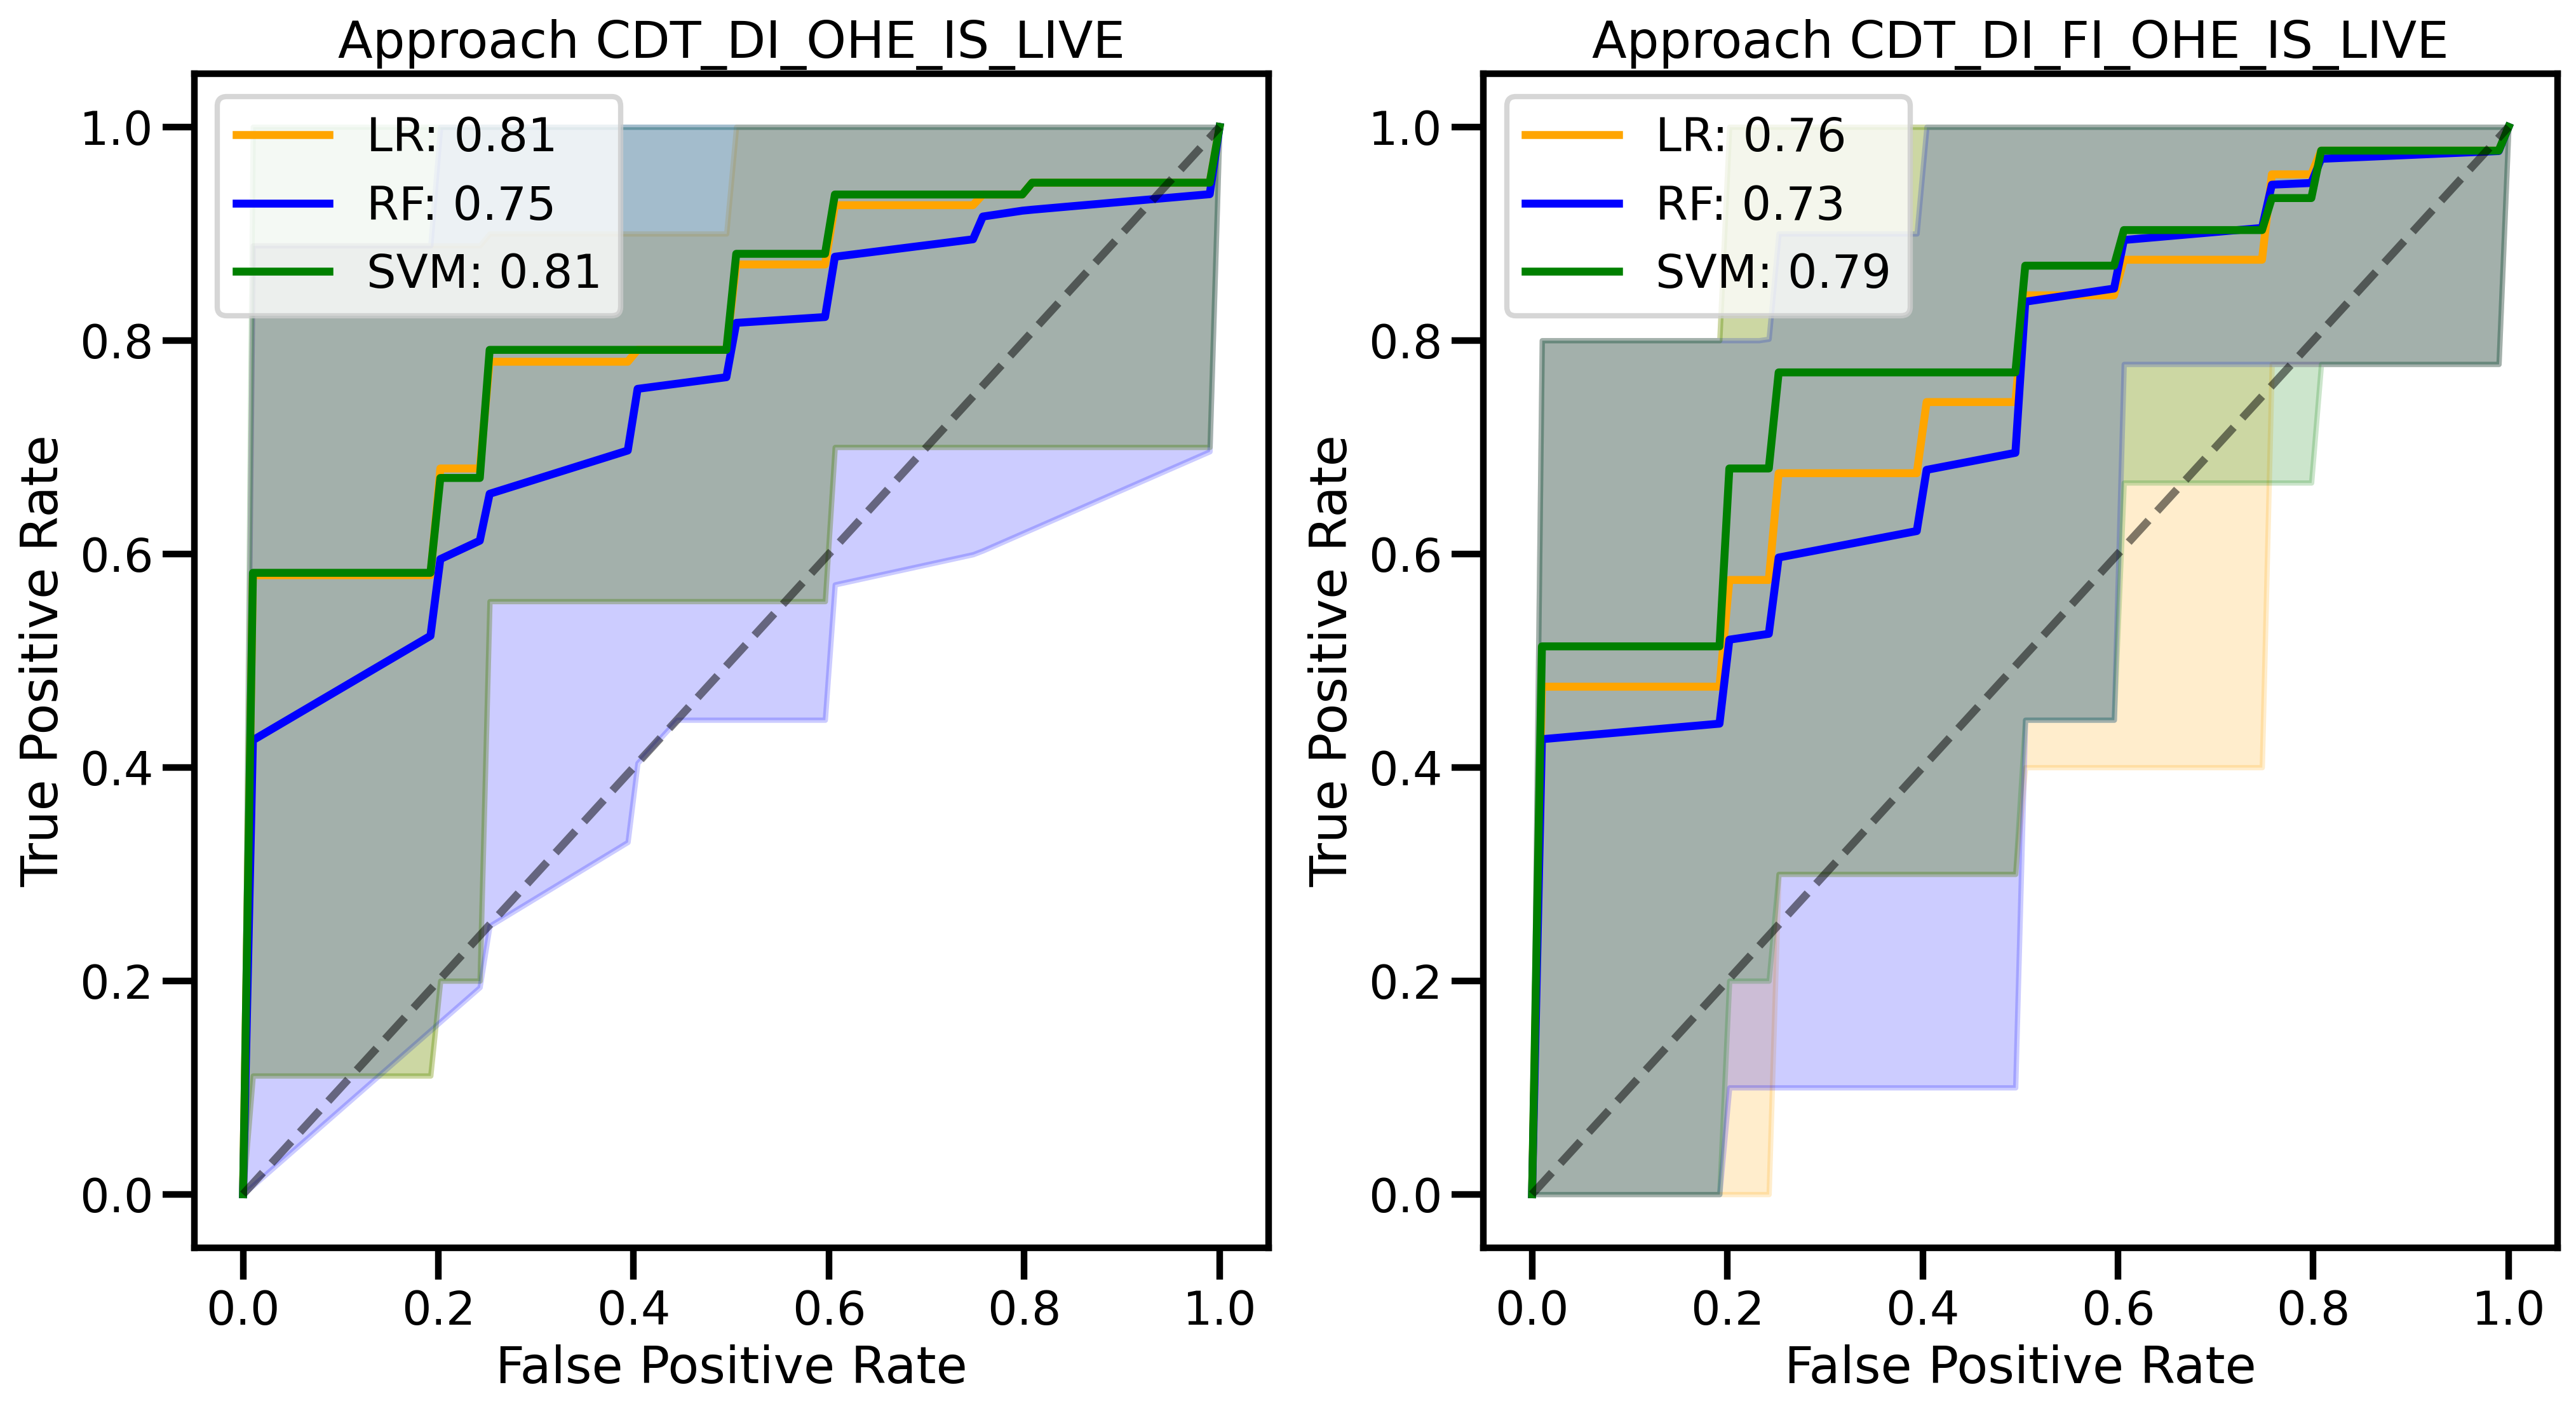 Approach CDT_DI_OHE_IS_LIVE
LR: 0.81
RF: 0.75
SVM: 0.81
True Positive Rate
1.0
0.8
0.6
0.4
0.2
0.0
0.0 0.2 0.4 0.6 0.8 1.0
False Positive Rate
Approach CDT_DI_FI_OHE_IS_LIVE
LR: 0.76
RF: 0.73
SVM: 0.79
True Positive Rate
1.0
0.8
0.6
0.4
0.2
0.0
0.0 0.2 0.4 0.6 0.8 1.0
False Positive Rate